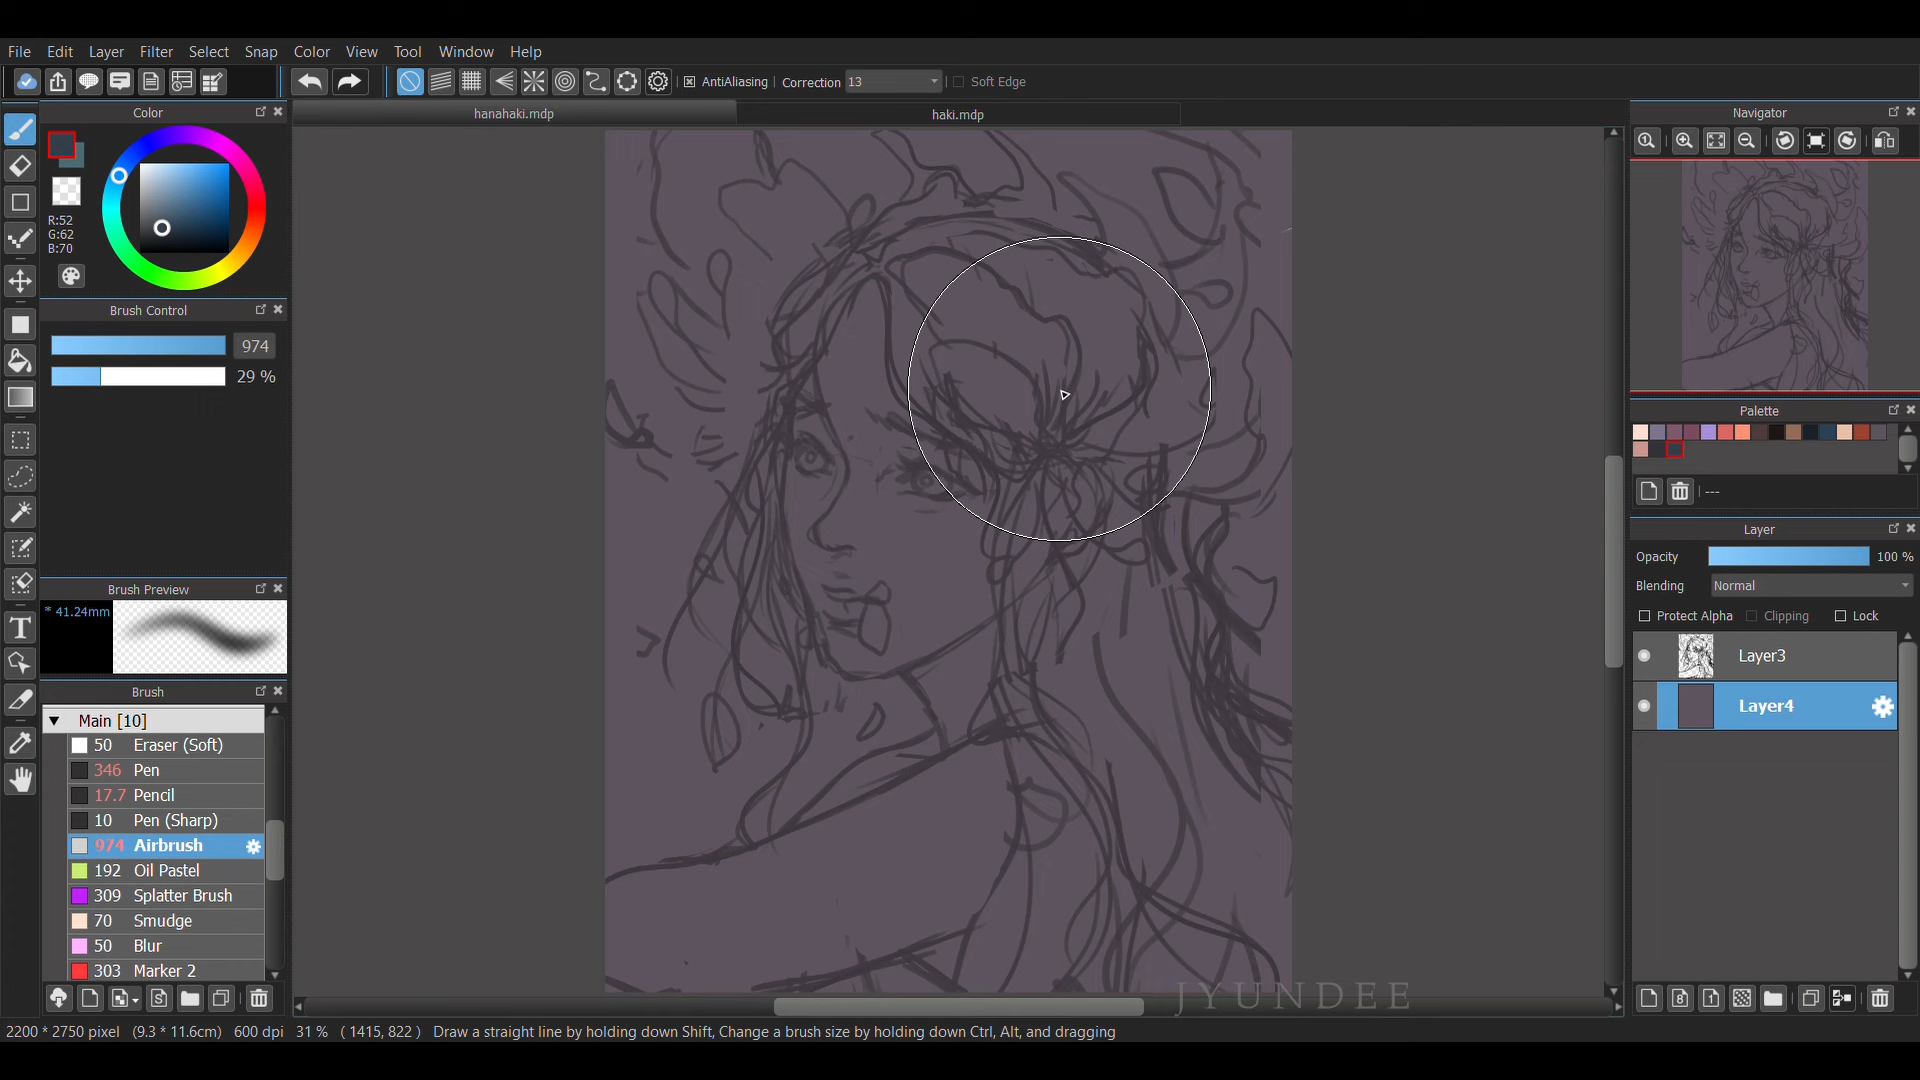 File Edit Layer Filter Select Snap Color View Tool Window Help
AntiAliasing Correction 13 Soft Edge
Color
hanahaki.mdp
haki.mdp
Navigator
R:52
G:62
B:70
Brush Control
974
29 %
Palette
---
Layer
Opacity 100 %
Blending Normal
Protect Alpha Clipping Lock
Layer3
Layer4
Brush Preview
* 41.24mm
Brush
Main [10]
50 Eraser (Soft)
346 Pen
17.7 Pencil
10 Pen (Sharp)
974 Airbrush
192 Oil Pastel
309 Splatter Brush
70 Smudge
50 Blur
303 Marker 2
JYUNDEE
2200 * 2750 pixel (9.3 * 11.6cm) 600 dpi 31 % ( 1415, 822 ) Draw a straight line by holding down Shift, Change a brush size by holding down Ctrl, Alt, and dragging